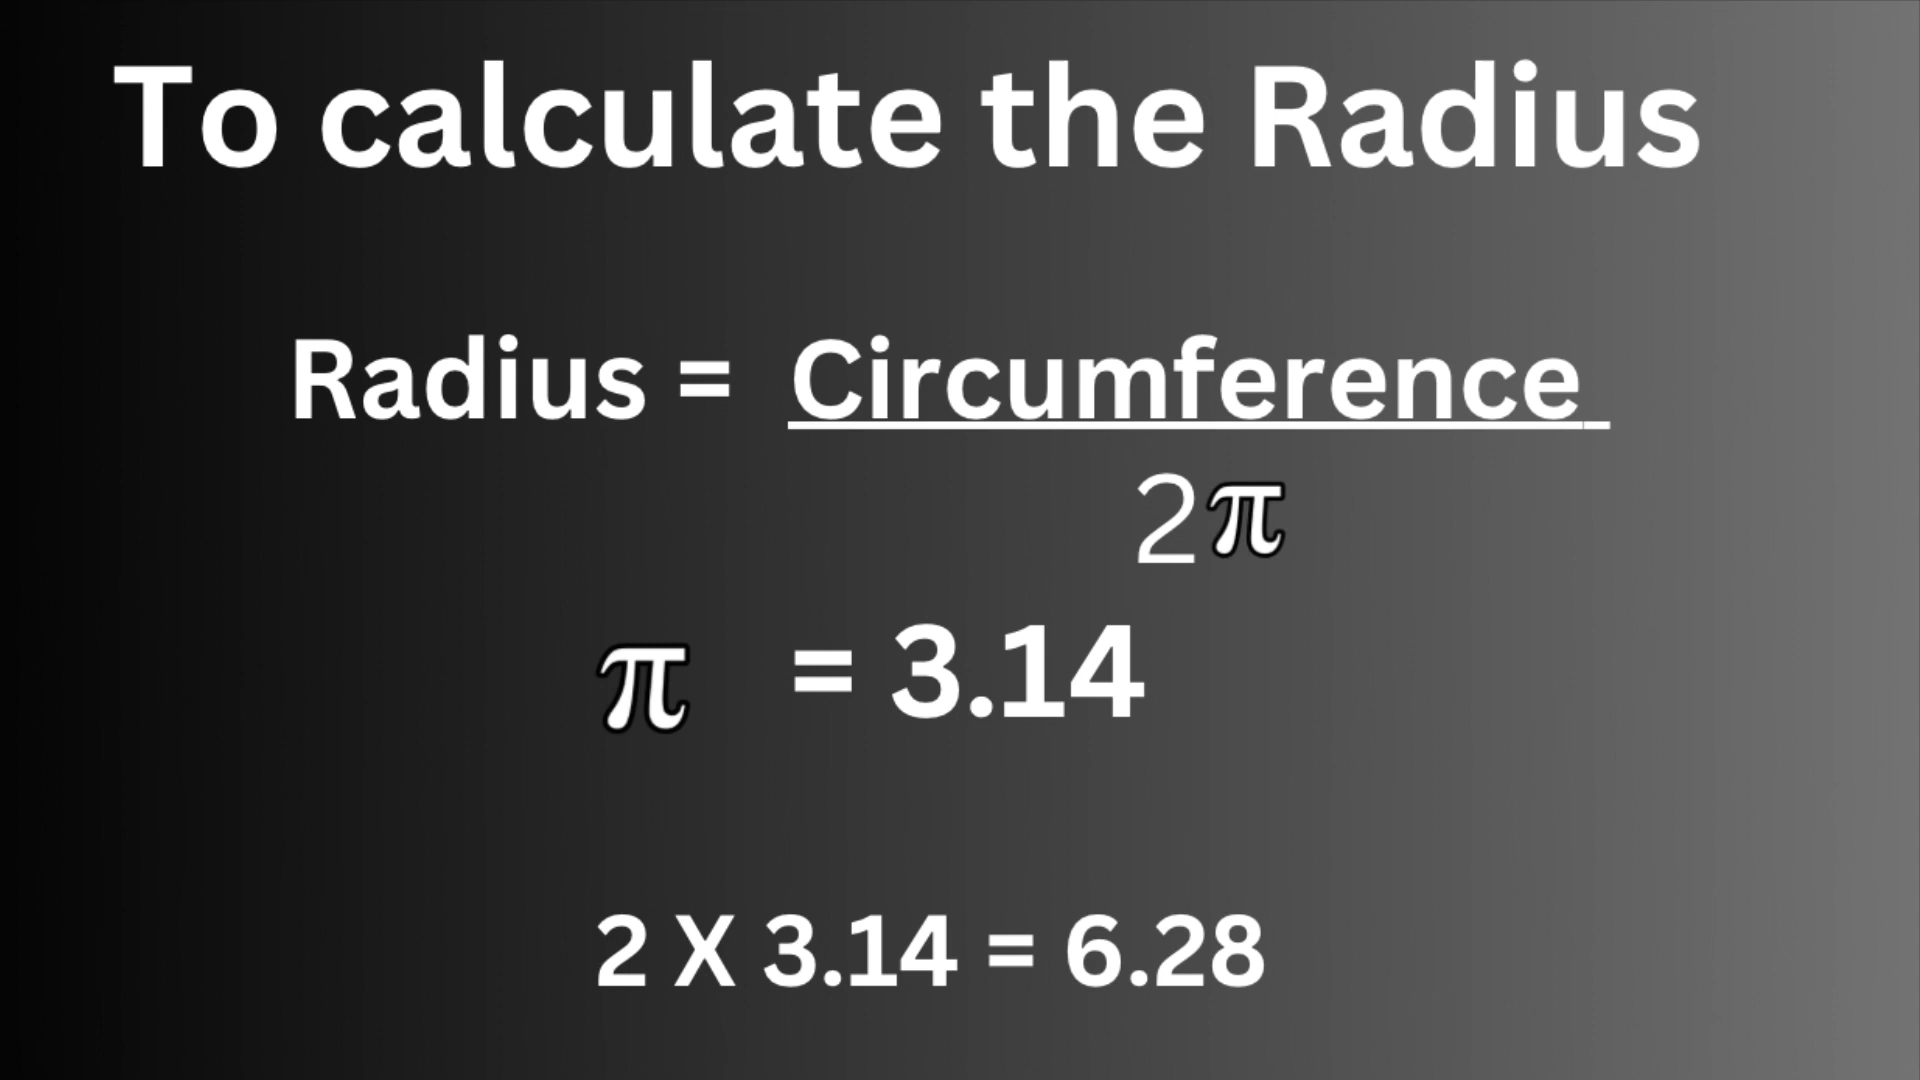 To calculate the Radius
Radius = Circumference
2π
π = 3.14
2 X 3.14 = 6.28